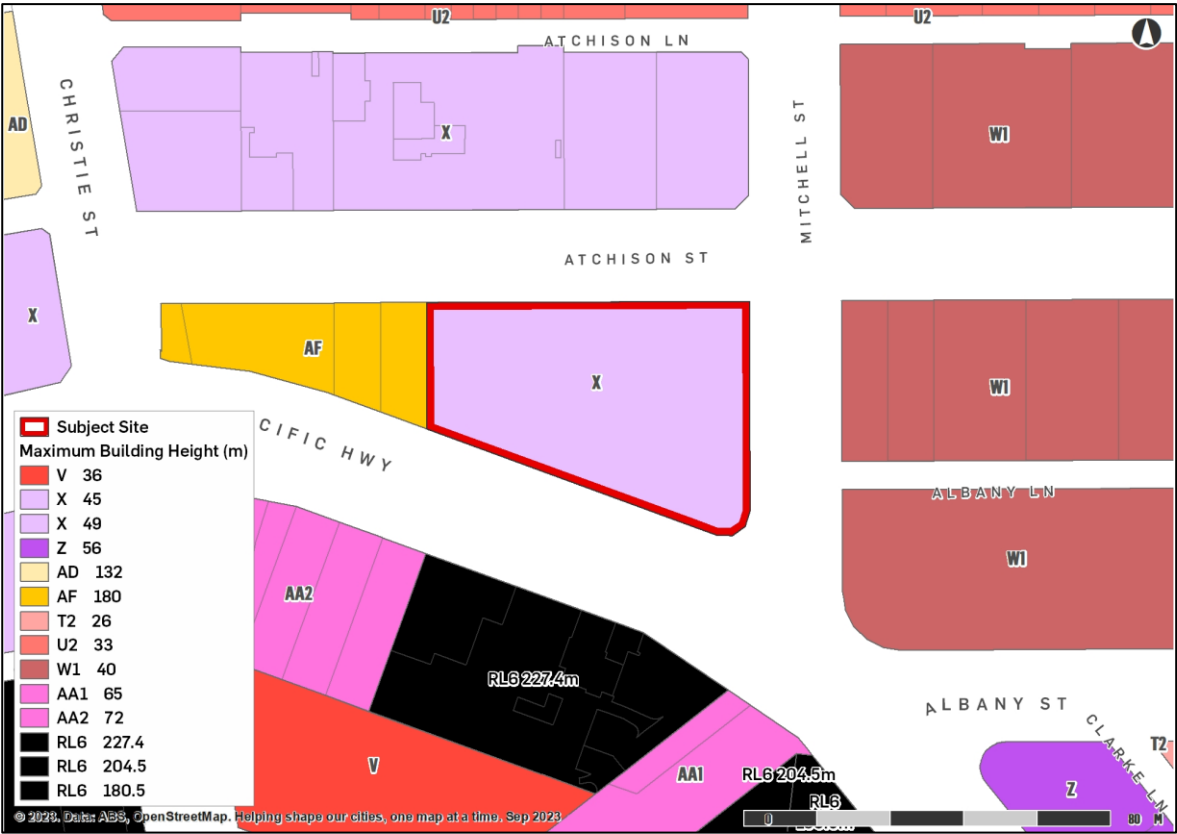 U2
U2
ATCHISON LN
CHRISTIE ST
AD
X
MITCHELL ST
W1
ATCHISON ST
X
AF
X
W1
CIFIC HWY
ALBANY LN
W1
AA2
RL6 227.4m
ALBANY ST
CLARKE LN
T2
V
AA1
RL6 204.5m
RL6
Z
Subject Site
Maximum Building Height (m)
V 36
X 45
X 49
Z 56
AD 132
AF 180
T2 26
U2 33
W1 40
AA1 65
AA2 72
RL6 227.4
RL6 204.5
RL6 180.5
© 2023. Data: ABS, OpenStreetMap. Helping shape our cities, one map at a time. Sep 2023
0 80 M